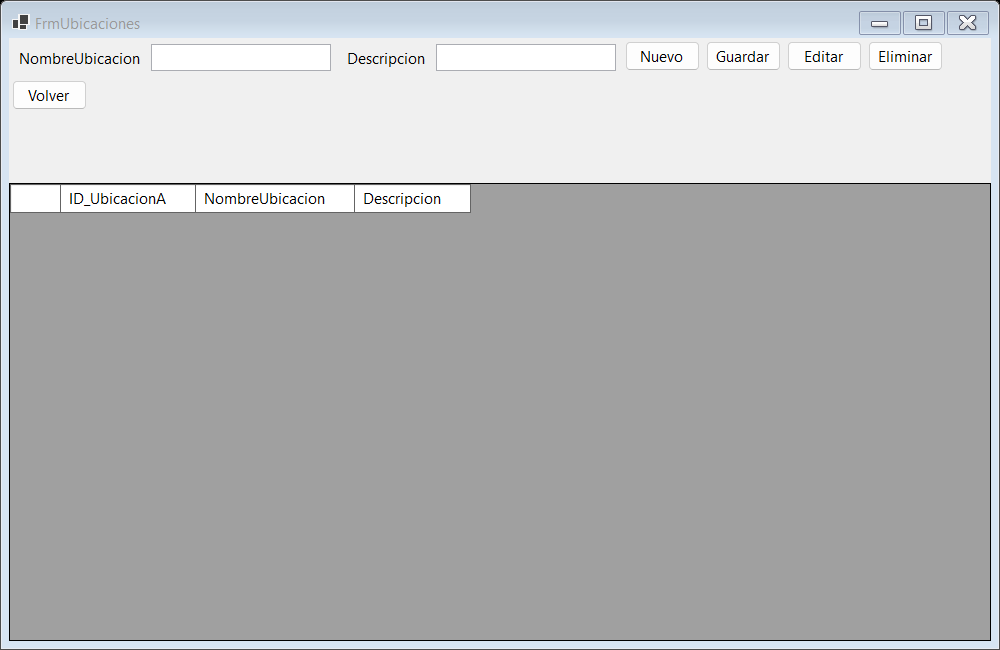 FrmUbicaciones
NombreUbicacion Descripcion Nuevo Guardar Editar Eliminar
Volver
ID_UbicacionA NombreUbicacion Descripcion